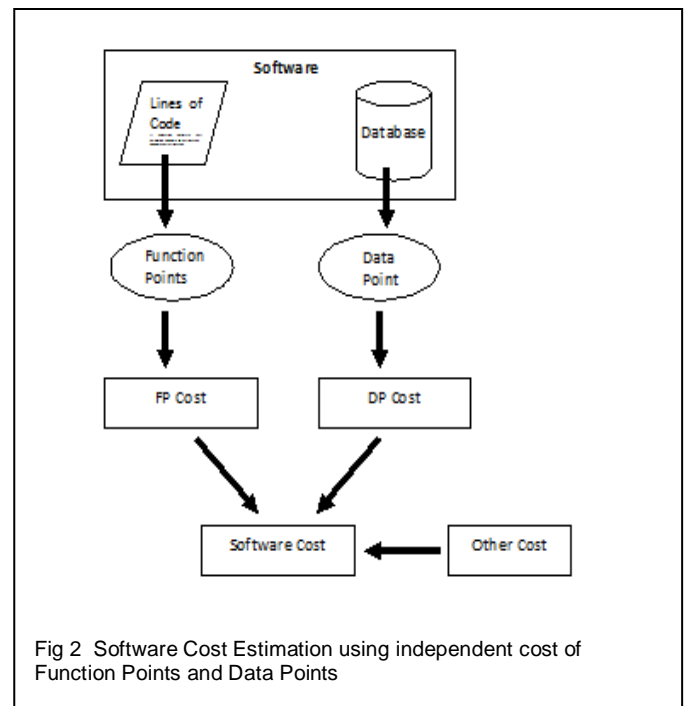 Software
Lines of
Code
Database
Function
Points
Data
Point
FP Cost
DP Cost
Software Cost
Other Cost
Fig 2 Software Cost Estimation using independent cost of
Function Points and Data Points